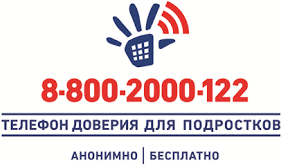 8-800-2000-122
ТЕЛЕФОН ДОВЕРИЯ ДЛЯ ПОДРОСТКОВ
АНОНИМНО | БЕСПЛАТНО